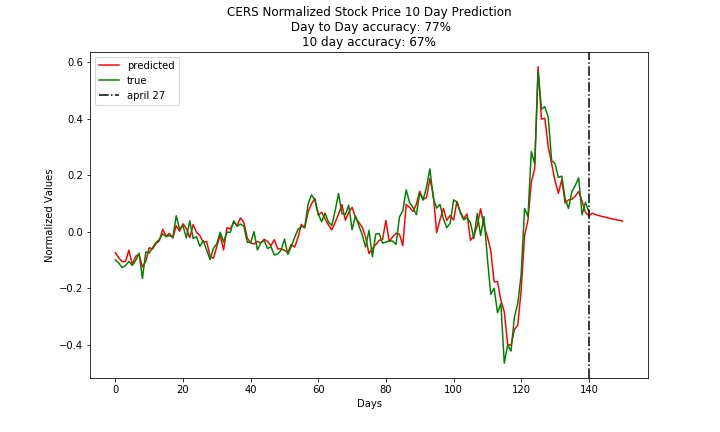 CERS Normalized Stock Price 10 Day Prediction
Day to Day accuracy: 77%
10 day accuracy: 67%
predicted
true
april 27
Normalized Values
0.6
0.4
0.2
0.0
−0.2
−0.4
0 20 40 60 80 100 120 140
Days